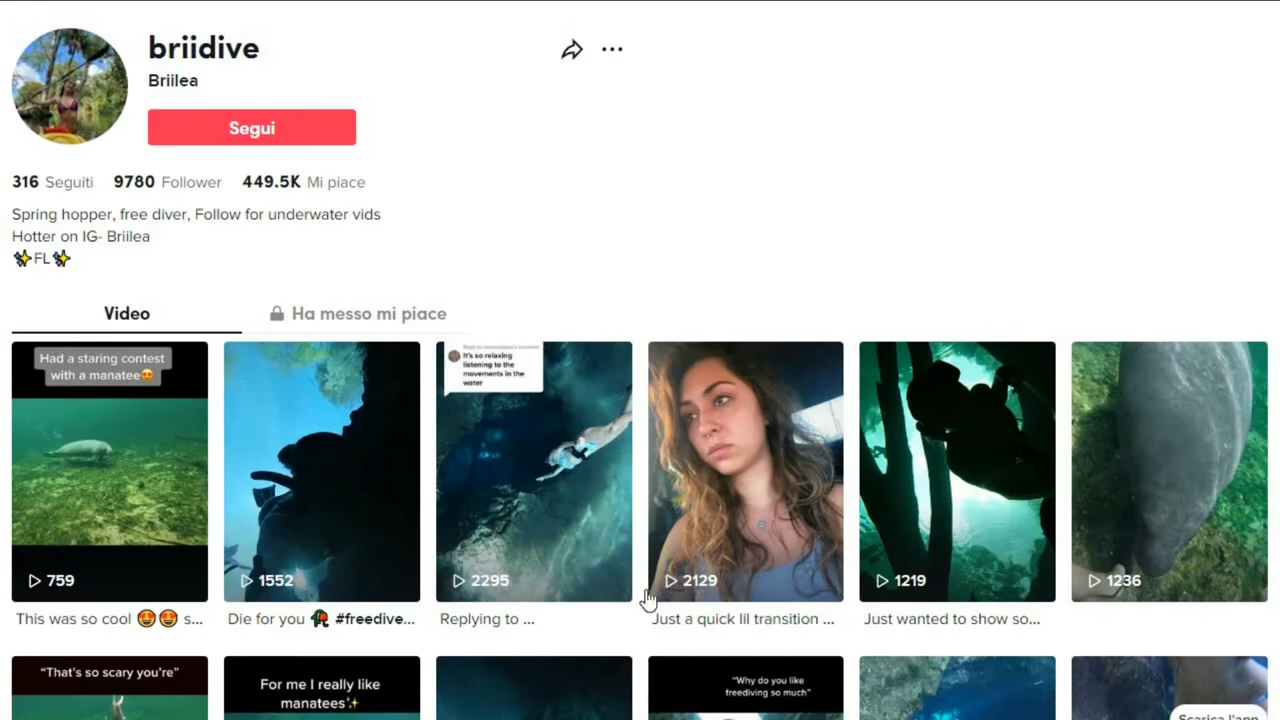 briidive
Briilea
Segui
316 Seguiti 9780 Follower 449.5K Mi piace
Spring hopper, free diver, Follow for underwater vids
Hotter on IG- Briilea
✨FL✨
Video Ha messo mi piace
Had a staring contest
with a manatee😍
It's so relaxing
listening to the
movements in the
water
759 1552 2295 2129 1219 1236
This was so cool 😍😍 s...
Die for you 🥀 #freedive...
Replying to ...
Just a quick lil transition ...
Just wanted to show so...
“That's so scary you're”
For me I really like
manatees✨
“Why do you like
freediving so much”
Scarica l'app